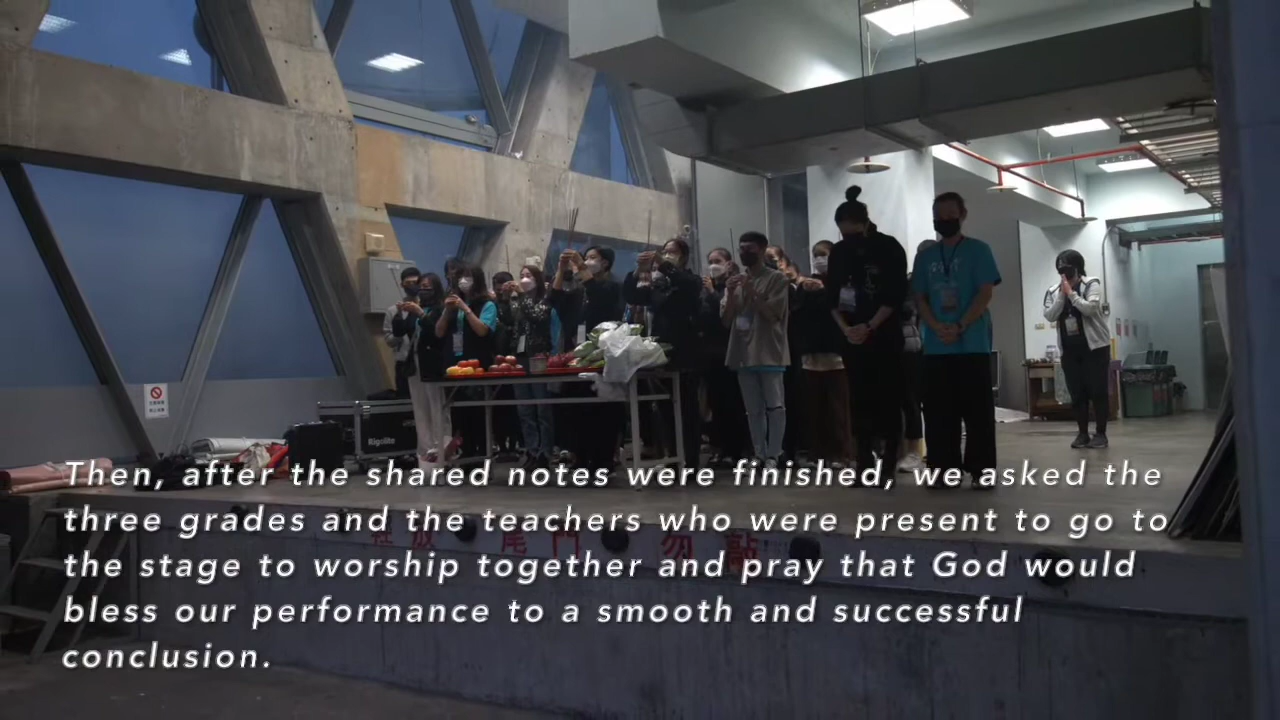 Rigolite
Then, after the shared notes were finished, we asked the
three grades and the teachers who were present to go to
the stage to worship together and pray that God would
bless our performance to a smooth and successful
conclusion.